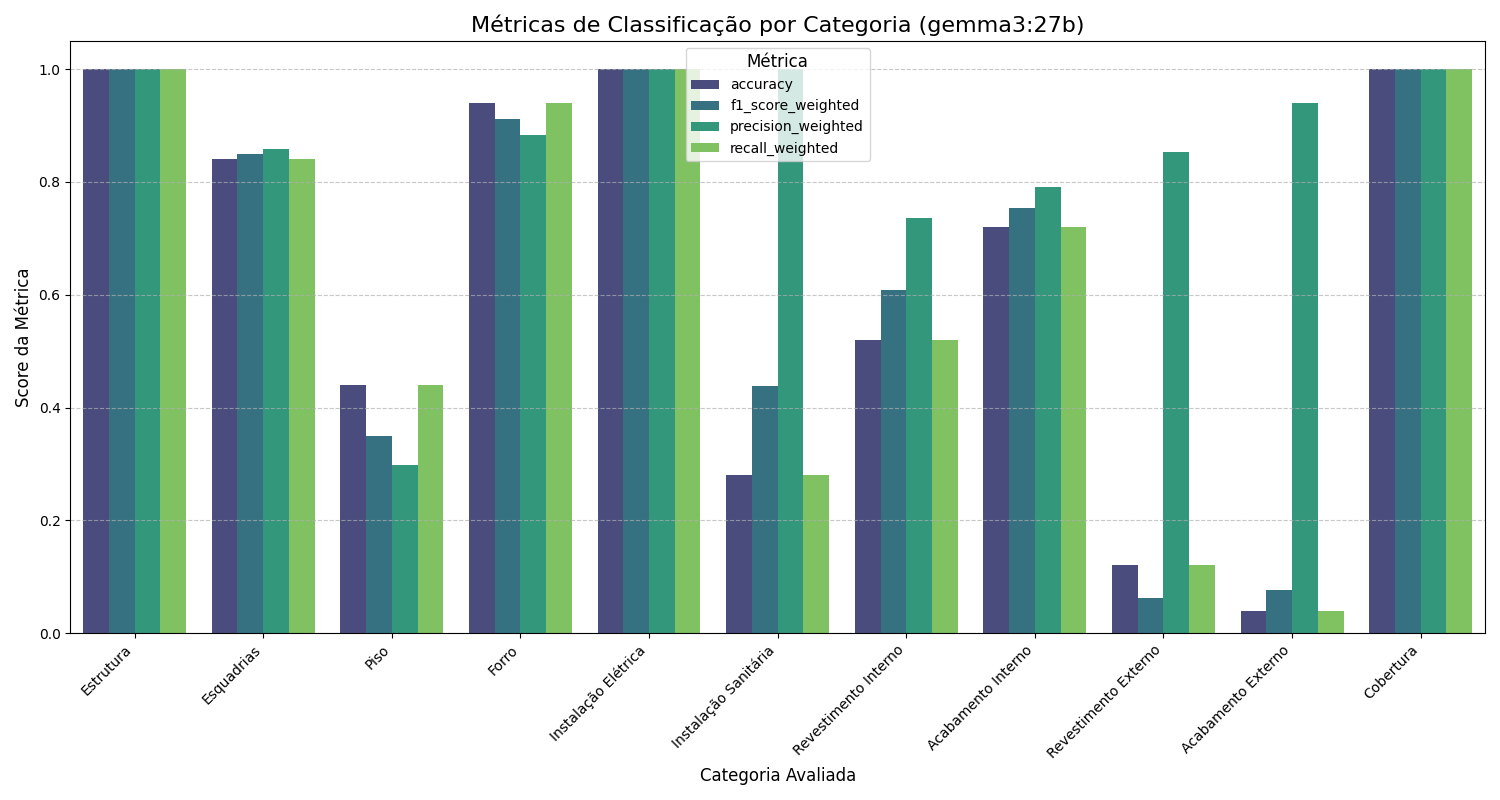 Métricas de Classificação por Categoria (gemma3:27b)
Métrica
accuracy
f1_score_weighted
precision_weighted
recall_weighted
Score da Métrica
1.0
0.8
0.6
0.4
0.2
0.0
Estrutura
Esquadrias
Piso
Forro
Instalação Elétrica
Instalação Sanitária
Revestimento Interno
Acabamento Interno
Revestimento Externo
Acabamento Externo
Cobertura
Categoria Avaliada